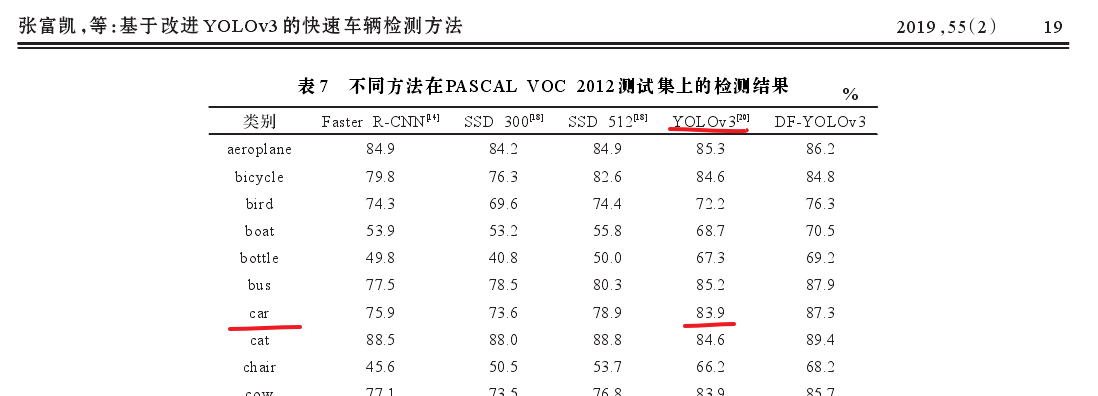 张富凯,等:基于改进YOLOv3的快速车辆检测方法 2019,55(2) 19
表7 不同方法在PASCAL VOC 2012测试集上的检测结果 %
类别 Faster R-CNN[14] SSD 300[18] SSD 512[18] YOLOv3[20] DF-YOLOv3
aeroplane 84.9 84.2 84.9 85.3 86.2
bicycle 79.8 76.3 82.6 84.6 84.8
bird 74.3 69.6 74.4 72.2 76.3
boat 53.9 53.2 55.8 68.7 70.5
bottle 49.8 40.8 50.0 67.3 69.2
bus 77.5 78.5 80.3 85.2 87.9
car 75.9 73.6 78.9 83.9 87.3
cat 88.5 88.0 88.8 84.6 89.4
chair 45.6 50.5 53.7 66.2 68.2
cow 77.1 73.5 76.8 83.9 85.7